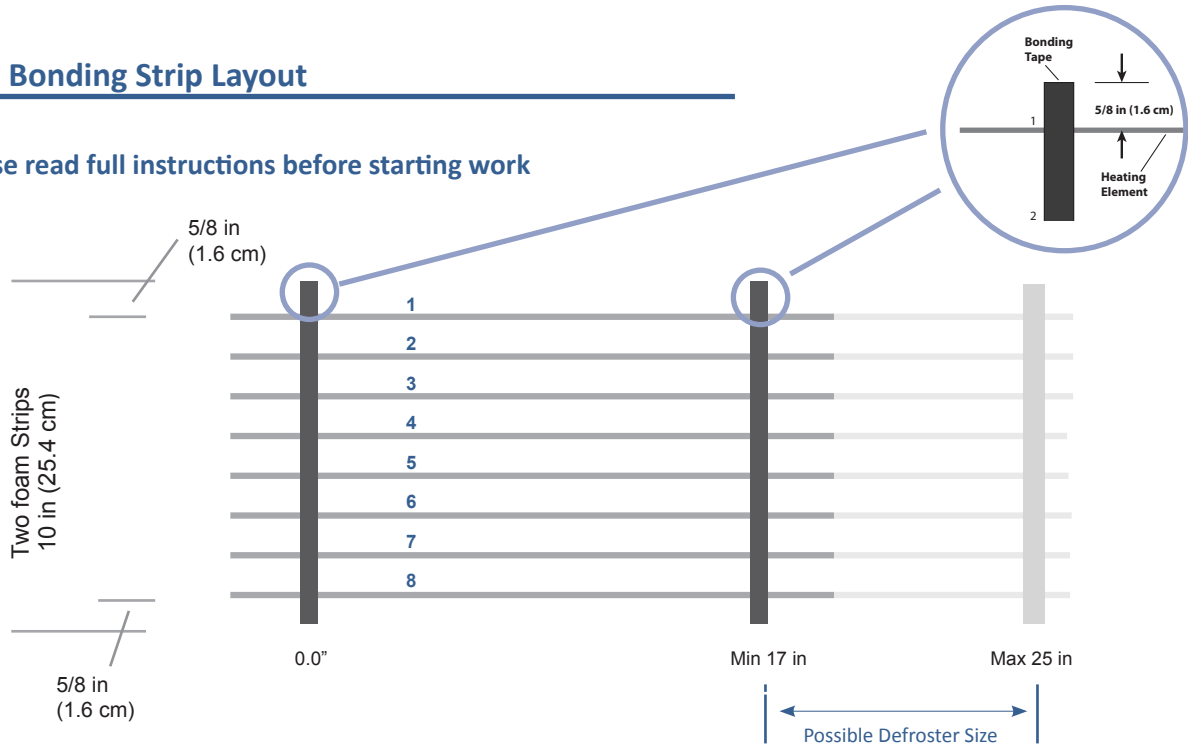 Bonding Strip Layout
se read full instructions before starting work
Bonding
Tape
5/8 in (1.6 cm)
1
Heating
Element
2
5/8 in
(1.6 cm)
Two foam Strips
10 in (25.4 cm)
1
2
3
4
5
6
7
8
5/8 in
(1.6 cm)
0.0”
Min 17 in
Max 25 in
Possible Defroster Size